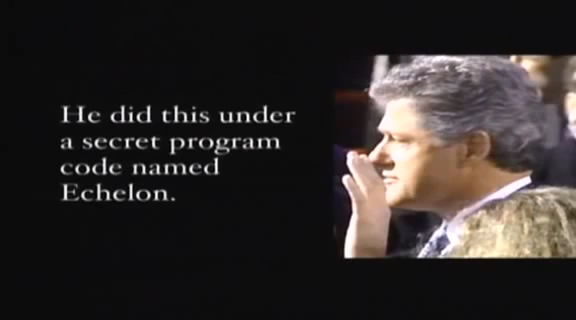 He did this under
a secret program
code named
Echelon.